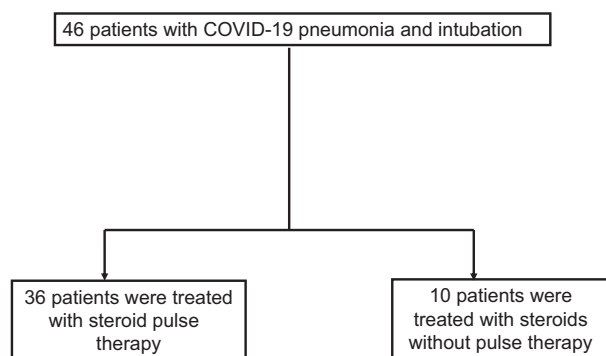 46 patients with COVID-19 pneumonia and intubation
36 patients were treated
with steroid pulse
therapy
10 patients were
treated with steroids
without pulse therapy